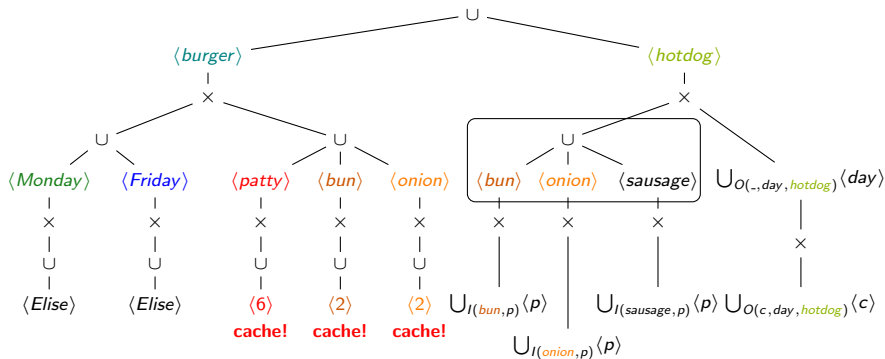 ∪
⟨burger⟩ ⟨hotdog⟩
× ×
∪ ∪ ∪
⟨Monday⟩ ⟨Friday⟩ ⟨patty⟩ ⟨bun⟩ ⟨onion⟩ ⟨bun⟩ ⟨onion⟩ ⟨sausage⟩ ⋃O(_,day,hotdog)⟨day⟩
× × × × × × × ×
×
∪ ∪ ∪ ∪ ∪
⟨Elise⟩ ⟨Elise⟩ ⟨6⟩ ⟨2⟩ ⟨2⟩ ⋃I(bun,p)⟨p⟩ ⋃I(sausage,p)⟨p⟩ ⋃O(c,day,hotdog)⟨c⟩
cache! cache! cache!
⋃I(onion,p)⟨p⟩